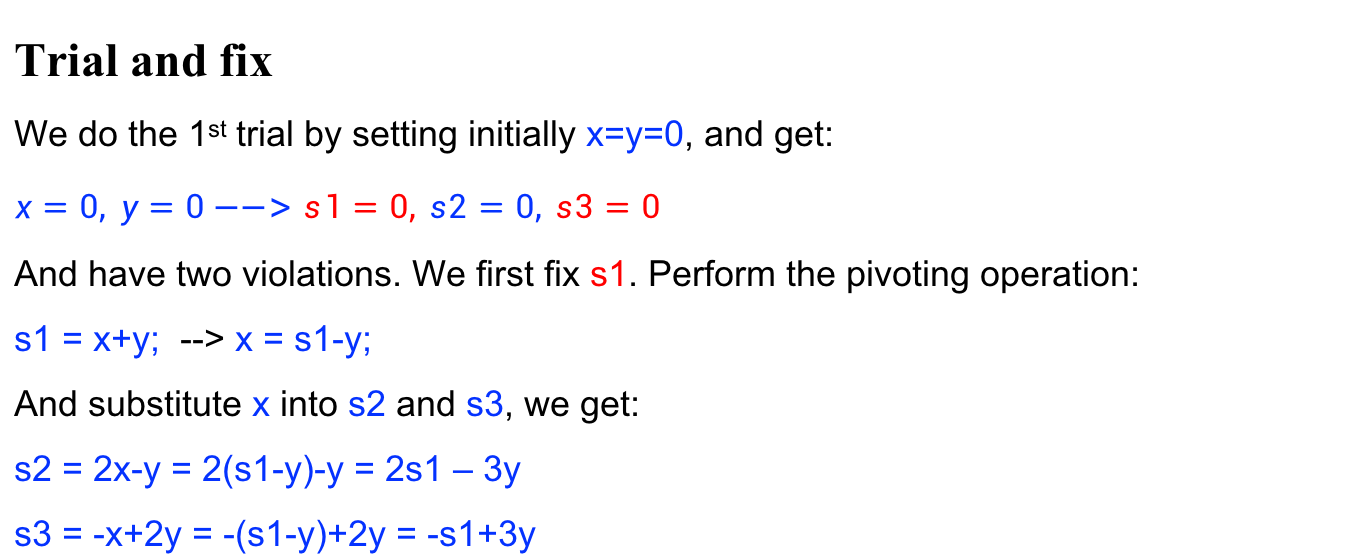 Trial and fix
We do the 1st trial by setting initially x=y=0, and get:
x = 0, y = 0 ——> s1 = 0, s2 = 0, s3 = 0
And have two violations. We first fix s1. Perform the pivoting operation:
s1 = x+y;  --> x = s1-y;
And substitute x into s2 and s3, we get:
s2 = 2x-y = 2(s1-y)-y = 2s1 – 3y
s3 = -x+2y = -(s1-y)+2y = -s1+3y